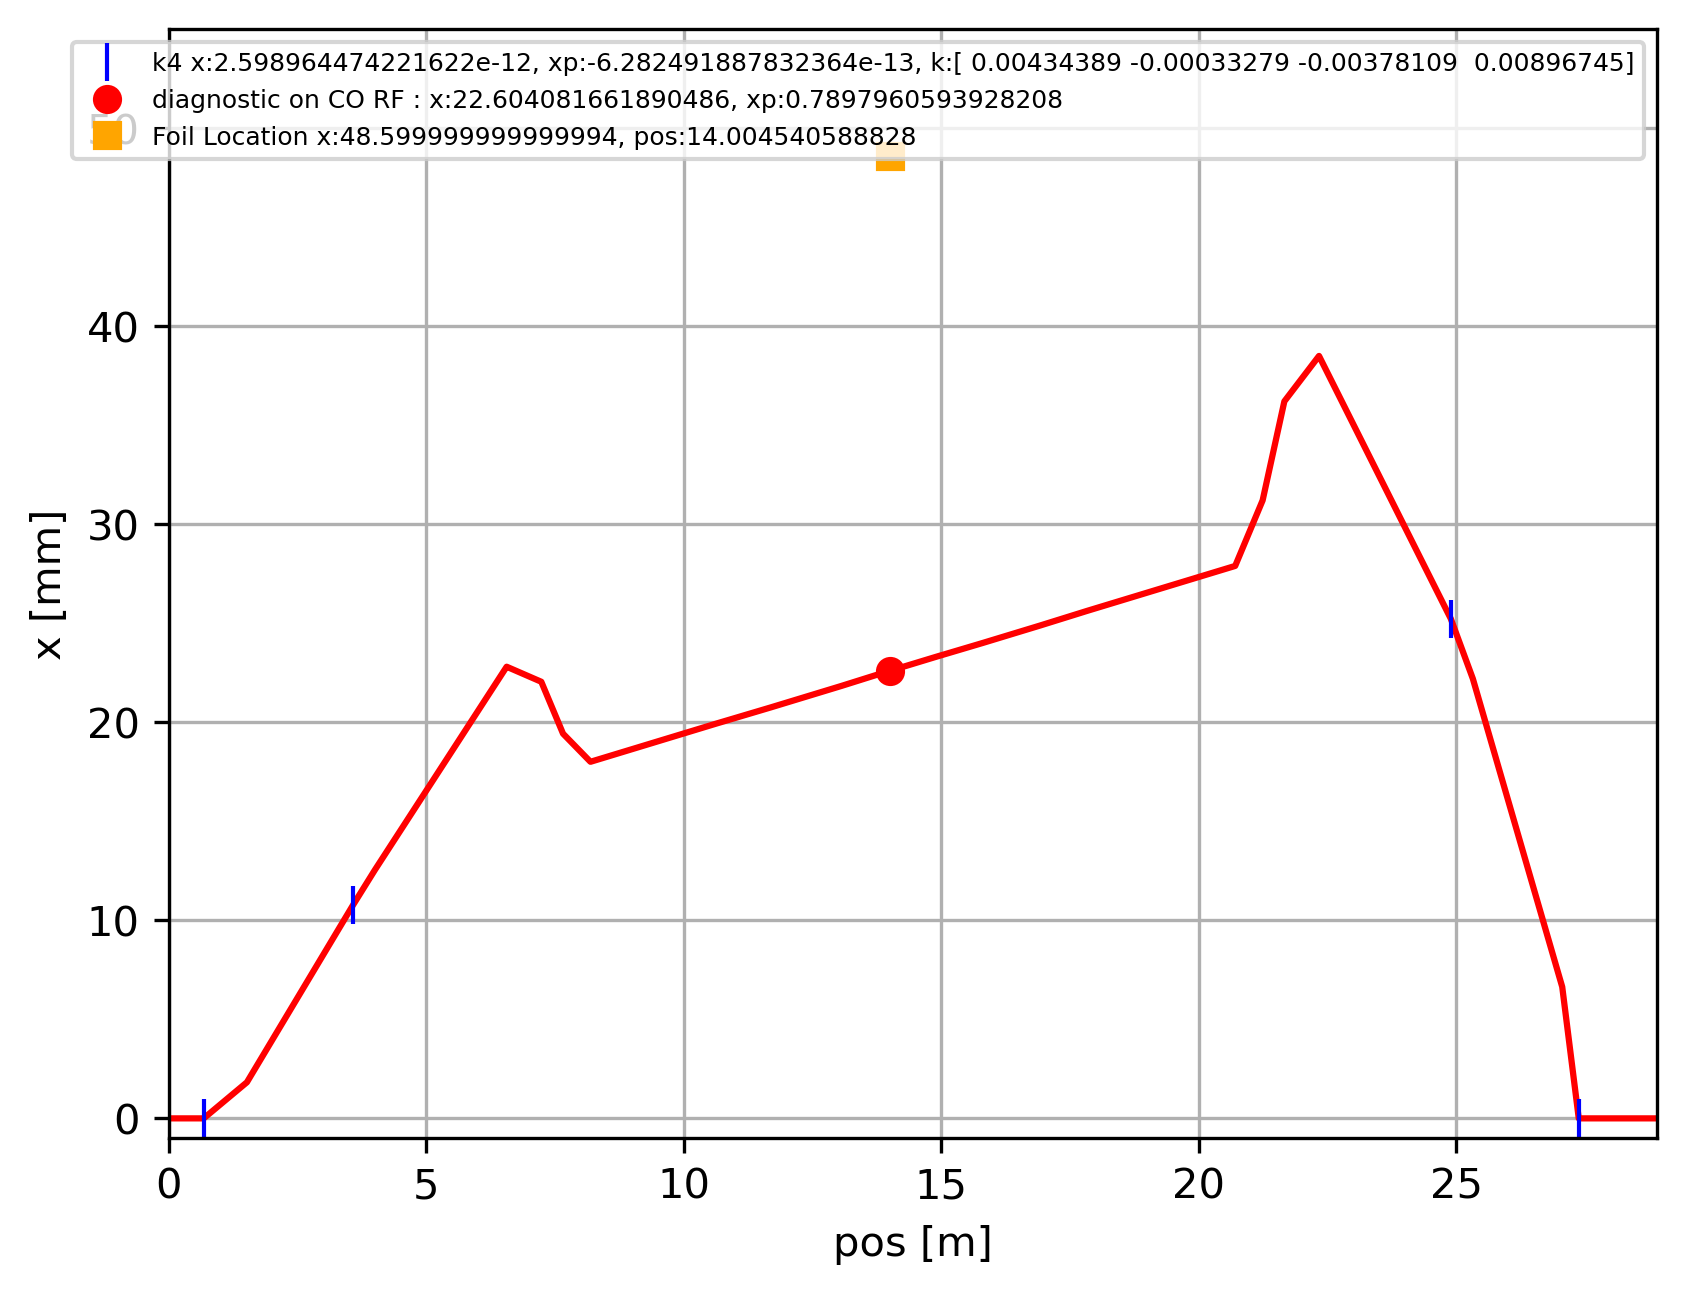 k4 x:2.598964474221622e-12, xp:-6.282491887832364e-13, k:[ 0.00434389 -0.00033279 -0.00378109  0.00896745]
diagnostic on CO RF : x:22.604081661890486, xp:0.7897960593928208
Foil Location x:48.599999999999994, pos:14.004540588828
50
40
30
20
10
0
x [mm]
0 5 10 15 20 25
pos [m]